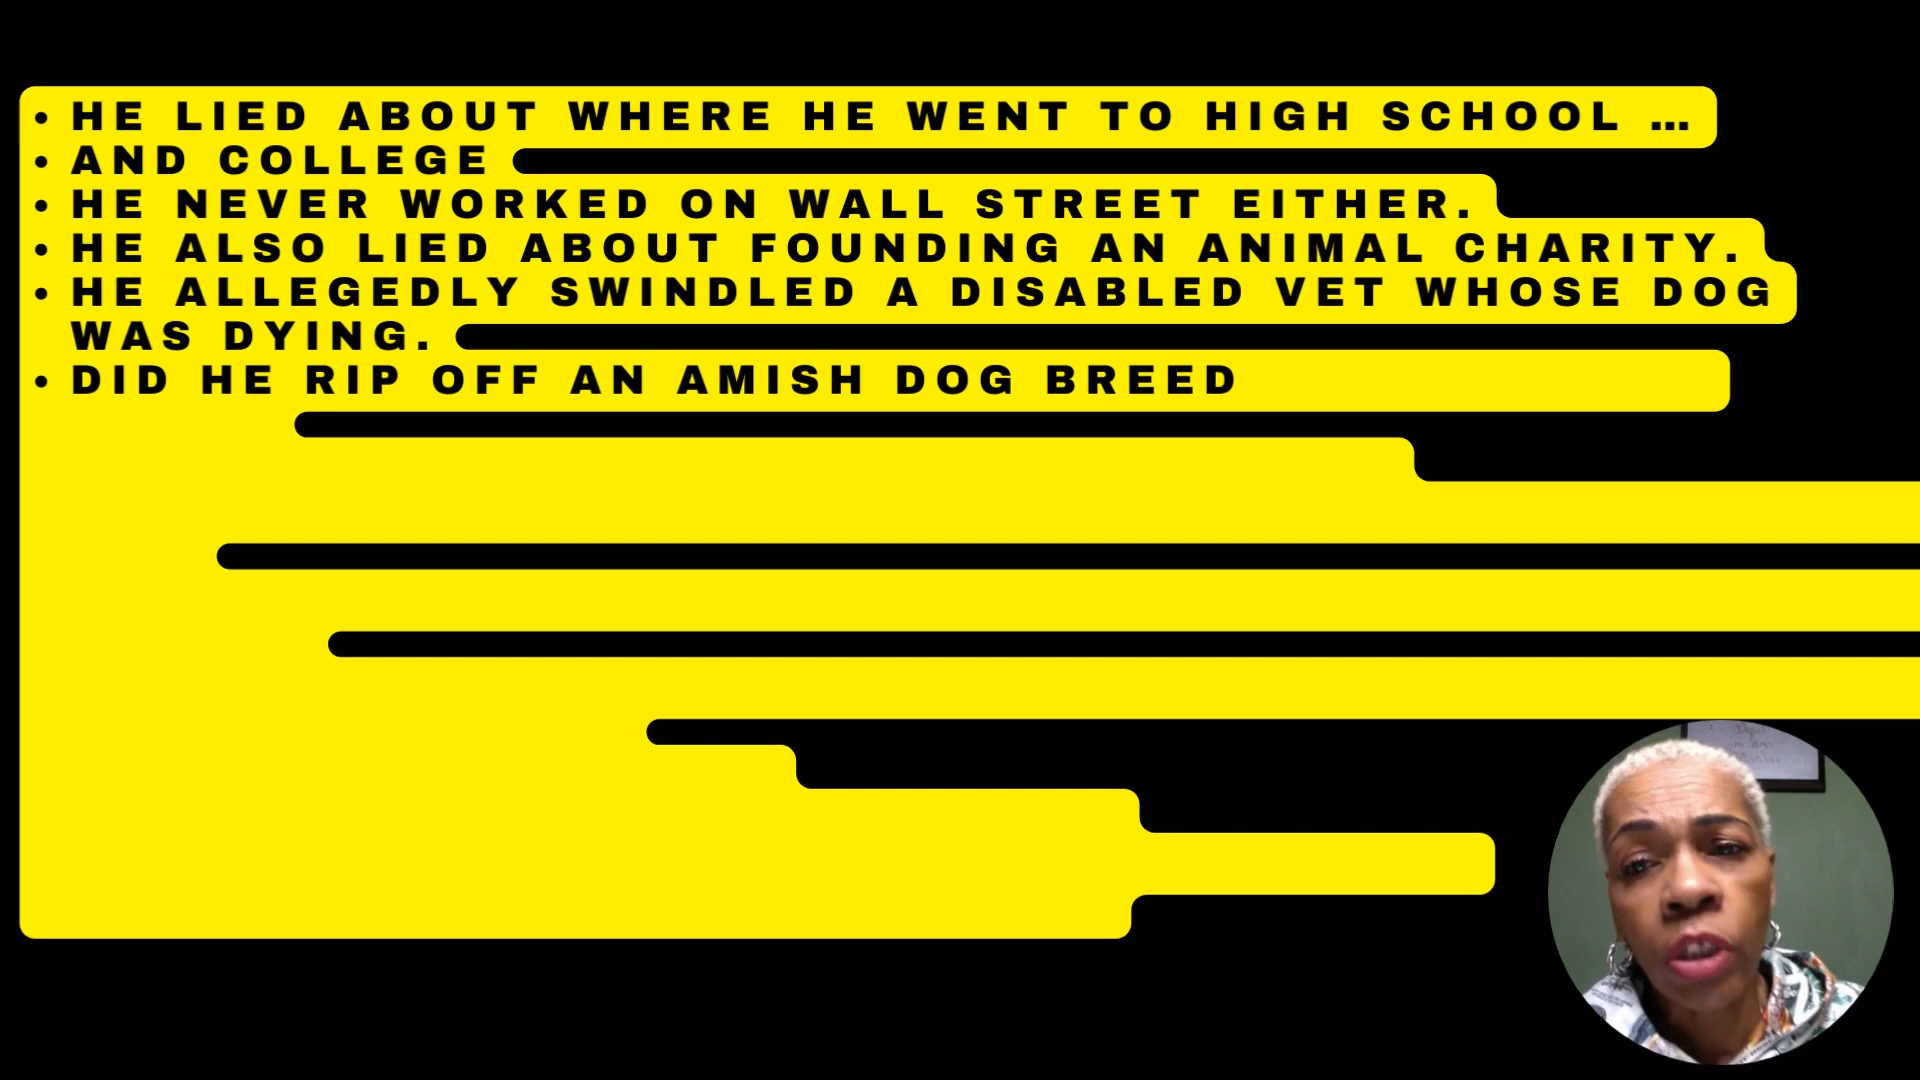 • HE LIED ABOUT WHERE HE WENT TO HIGH SCHOOL ...
• AND COLLEGE
• HE NEVER WORKED ON WALL STREET EITHER.
• HE ALSO LIED ABOUT FOUNDING AN ANIMAL CHARITY.
• HE ALLEGEDLY SWINDLED A DISABLED VET WHOSE DOG
WAS DYING.
• DID HE RIP OFF AN AMISH DOG BREED